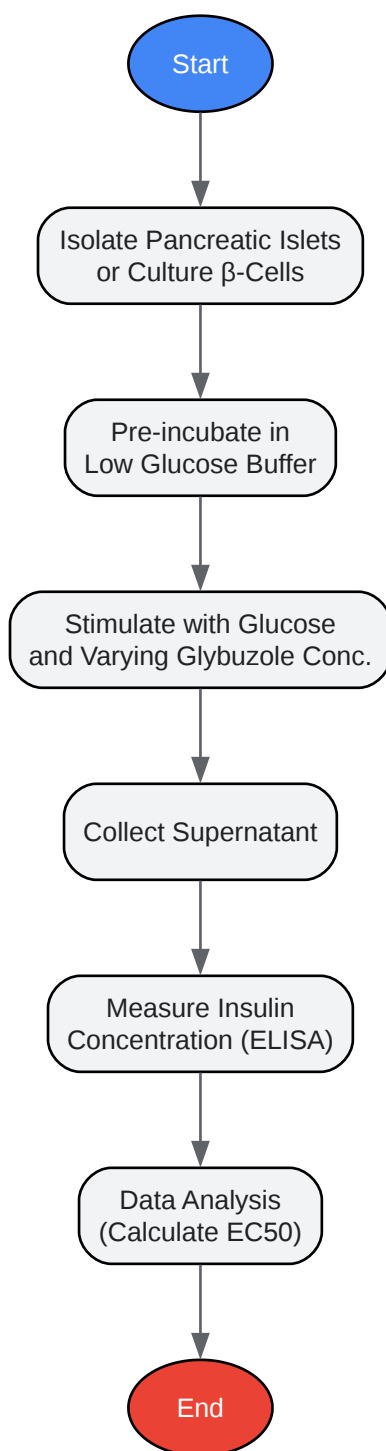 Start
Isolate Pancreatic Islets
or Culture β-Cells
Pre-incubate in
Low Glucose Buffer
Stimulate with Glucose
and Varying Glybuzole Conc.
Collect Supernatant
Measure Insulin
Concentration (ELISA)
Data Analysis
(Calculate EC50)
End